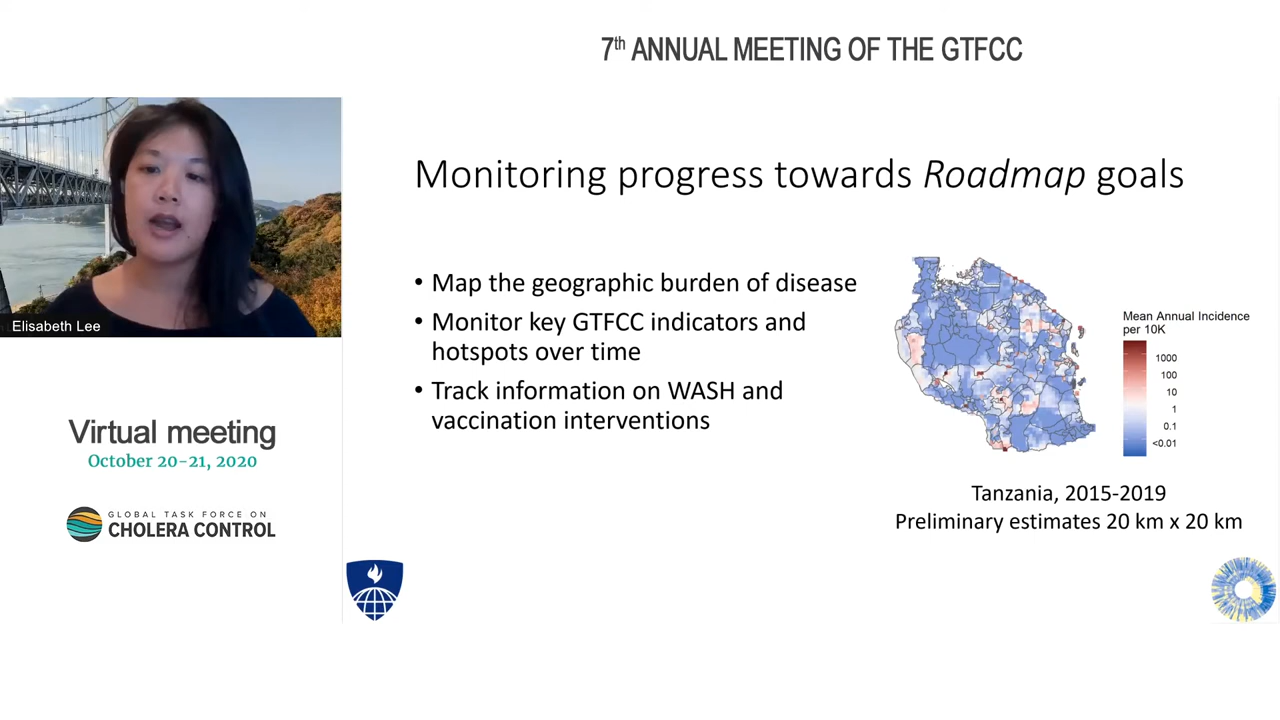 7th ANNUAL MEETING OF THE GTFCC
Elisabeth Lee
Virtual meeting
October 20-21, 2020
GLOBAL TASK FORCE ON
CHOLERA CONTROL
Monitoring progress towards Roadmap goals
• Map the geographic burden of disease
• Monitor key GTFCC indicators and
hotspots over time
• Track information on WASH and
vaccination interventions
Mean Annual Incidence
per 10K
1000
100
10
1
0.1
<0.01
Tanzania, 2015-2019
Preliminary estimates 20 km x 20 km